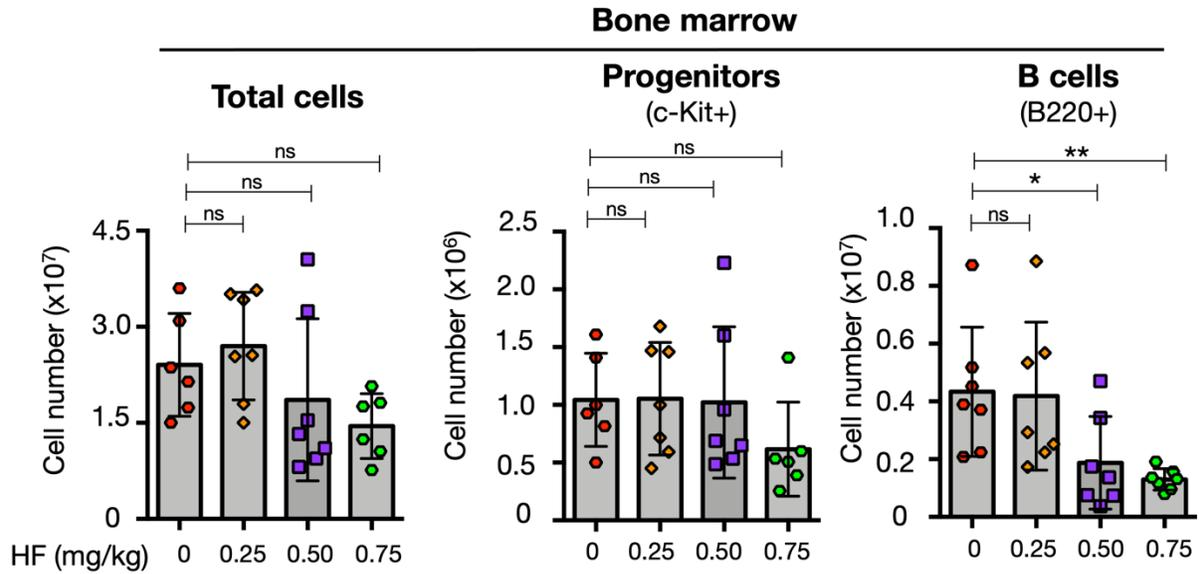 Bone marrow
Total cells
Progenitors
(c-Kit+)
B cells
(B220+)
ns
ns
ns
ns
ns
ns
**
*
ns
Cell number (x10⁷)
4.5
3.0
1.5
0
Cell number (x10⁶)
2.5
2.0
1.5
1.0
0.5
0
Cell number (x10⁷)
1.0
0.8
0.6
0.4
0.2
0
HF (mg/kg) 0 0.25 0.50 0.75
0 0.25 0.50 0.75
0 0.25 0.50 0.75